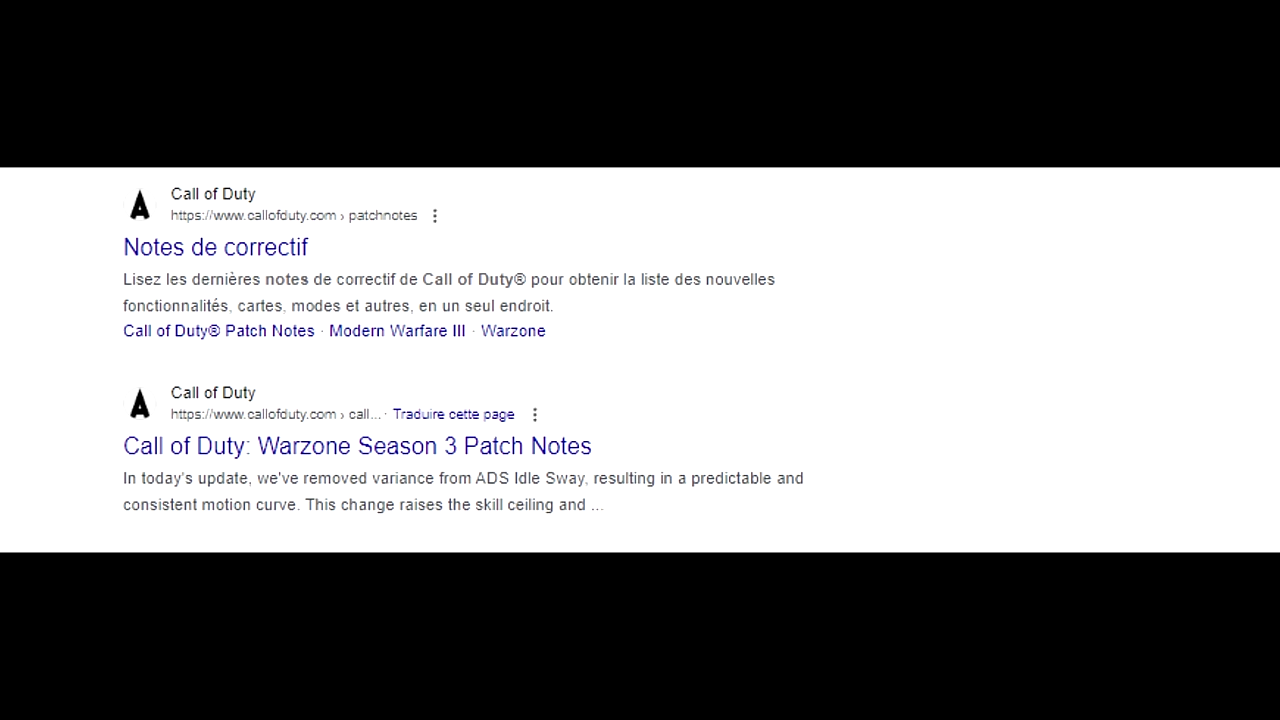 Call of Duty
https://www.callofduty.com › patchnotes
Notes de correctif
Lisez les dernières notes de correctif de Call of Duty® pour obtenir la liste des nouvelles
fonctionnalités, cartes, modes et autres, en un seul endroit.
Call of Duty® Patch Notes · Modern Warfare III · Warzone
Call of Duty
https://www.callofduty.com › call... · Traduire cette page
Call of Duty: Warzone Season 3 Patch Notes
In today's update, we've removed variance from ADS Idle Sway, resulting in a predictable and
consistent motion curve. This change raises the skill ceiling and ...